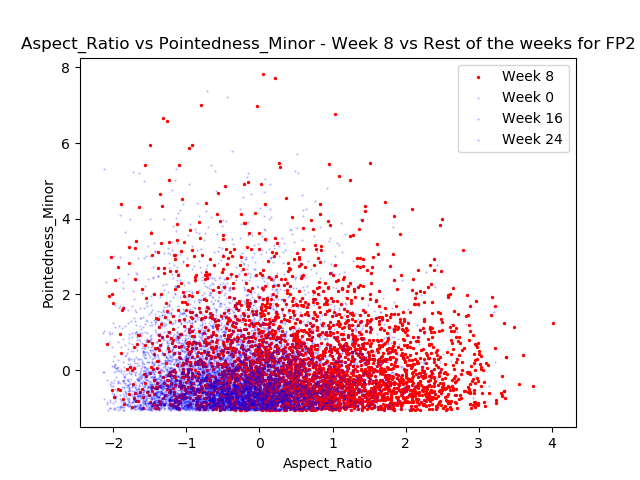 Aspect_Ratio vs Pointedness_Minor - Week 8 vs Rest of the weeks for FP2
Week 8
Week 0
Week 16
Week 24
8
6
4
2
0
Pointedness_Minor
−2 −1 0 1 2 3 4
Aspect_Ratio